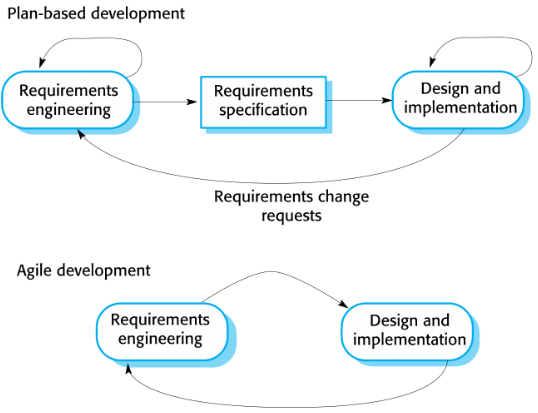 Plan-based development
Requirements
engineering
Requirements
specification
Design and
implementation
Requirements change
requests
Agile development
Requirements
engineering
Design and
implementation